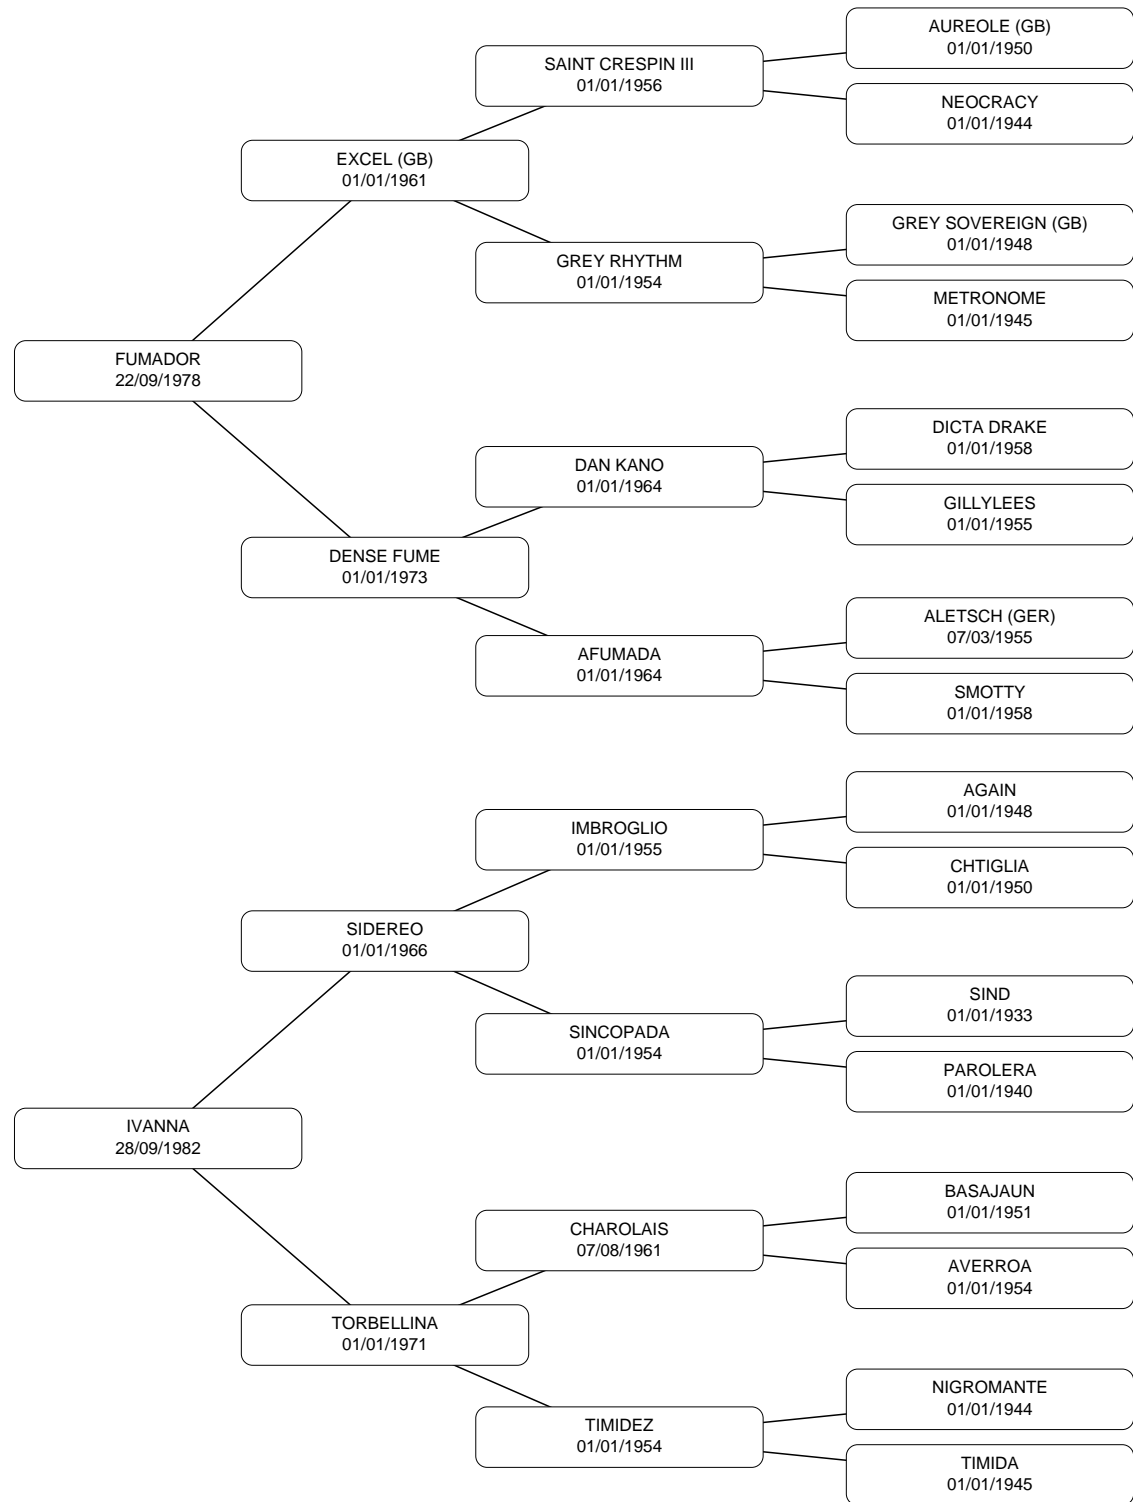 AUREOLE (GB)
01/01/1950
SAINT CRESPIN III
01/01/1956
NEOCRACY
01/01/1944
EXCEL (GB)
01/01/1961
GREY SOVEREIGN (GB)
01/01/1948
GREY RHYTHM
01/01/1954
METRONOME
01/01/1945
FUMADOR
22/09/1978
DICTA DRAKE
01/01/1958
DAN KANO
01/01/1964
GILLYLEES
01/01/1955
DENSE FUME
01/01/1973
ALETSCH (GER)
07/03/1955
AFUMADA
01/01/1964
SMOTTY
01/01/1958
AGAIN
01/01/1948
IMBROGLIO
01/01/1955
CHTIGLIA
01/01/1950
SIDEREO
01/01/1966
SIND
01/01/1933
SINCOPADA
01/01/1954
PAROLERA
01/01/1940
IVANNA
28/09/1982
BASAJAUN
01/01/1951
CHAROLAIS
07/08/1961
AVERROA
01/01/1954
TORBELLINA
01/01/1971
NIGROMANTE
01/01/1944
TIMIDEZ
01/01/1954
TIMIDA
01/01/1945